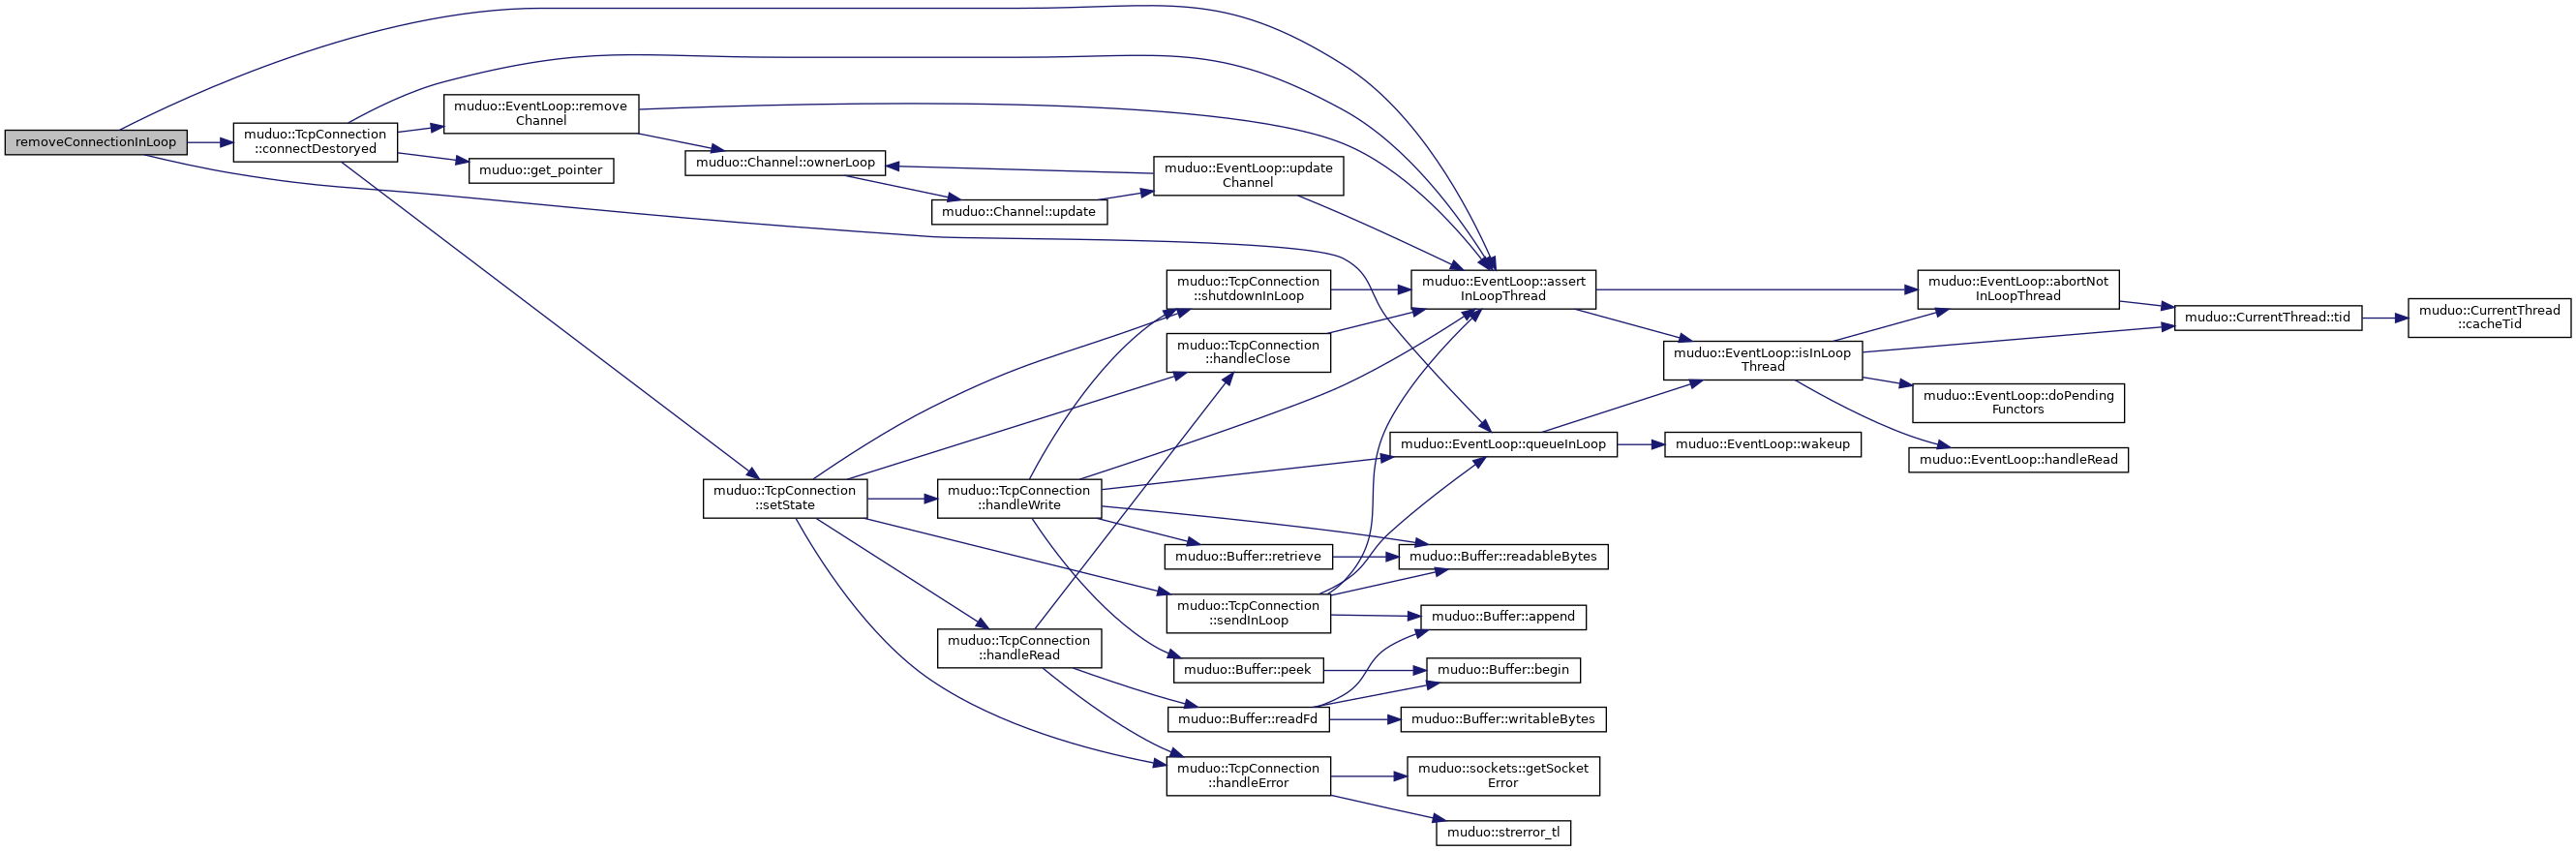 removeConnectionInLoop
muduo::TcpConnection
::connectDestoryed
muduo::EventLoop::remove
Channel
muduo::get_pointer
muduo::Channel::ownerLoop
muduo::Channel::update
muduo::EventLoop::update
Channel
muduo::TcpConnection
::setState
muduo::TcpConnection
::handleWrite
muduo::TcpConnection
::handleRead
muduo::TcpConnection
::shutdownInLoop
muduo::TcpConnection
::handleClose
muduo::Buffer::retrieve
muduo::TcpConnection
::sendInLoop
muduo::Buffer::peek
muduo::Buffer::readFd
muduo::TcpConnection
::handleError
muduo::EventLoop::assert
InLoopThread
muduo::EventLoop::queueInLoop
muduo::Buffer::readableBytes
muduo::Buffer::append
muduo::Buffer::begin
muduo::Buffer::writableBytes
muduo::sockets::getSocket
Error
muduo::strerror_tl
muduo::EventLoop::isInLoop
Thread
muduo::EventLoop::wakeup
muduo::EventLoop::abortNot
InLoopThread
muduo::EventLoop::doPending
Functors
muduo::EventLoop::handleRead
muduo::CurrentThread::tid
muduo::CurrentThread
::cacheTid